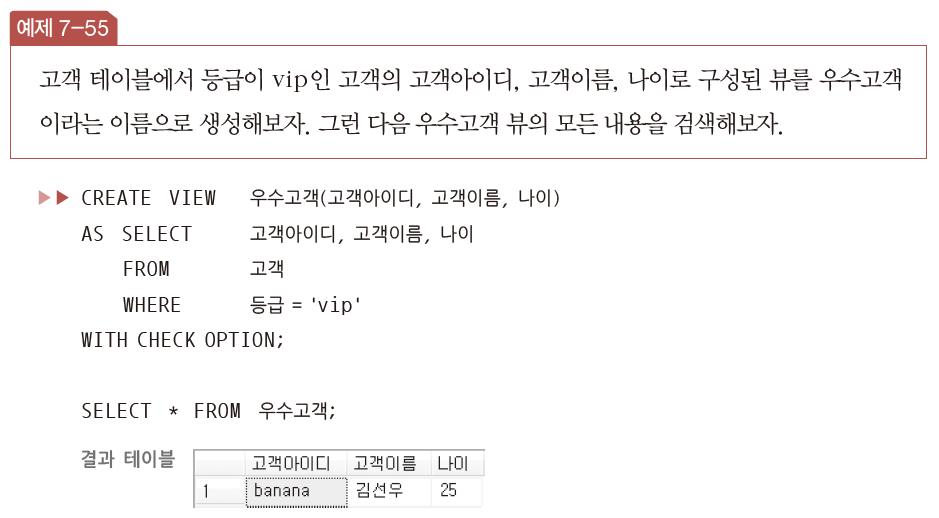 예제 7-55
고객 테이블에서 등급이 vip인 고객의 고객아이디, 고객이름, 나이로 구성된 뷰를 우수고객
이라는 이름으로 생성해보자. 그런 다음 우수고객 뷰의 모든 내용을 검색해보자.
▶▶ CREATE VIEW 우수고객(고객아이디, 고객이름, 나이)
AS SELECT 고객아이디, 고객이름, 나이
FROM 고객
WHERE 등급 = 'vip'
WITH CHECK OPTION;
SELECT * FROM 우수고객;
결과 테이블
고객아이디 고객이름 나이
1 banana 김선우 25